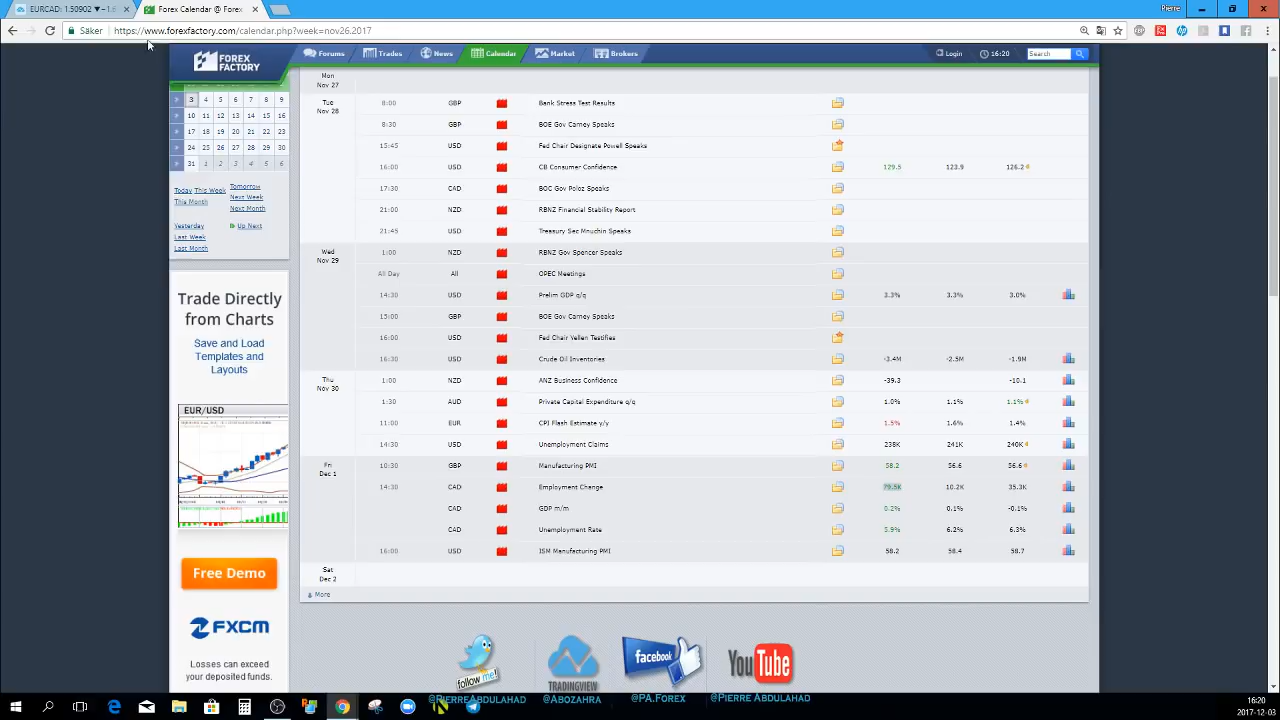 EURCAD: 1.50902 ▼ −1.6
Forex Calendar @ Forex
Pierre
Säker
https://www.forexfactory.com/calendar.php?week=nov26.2017
FOREX
FACTORY
Forums
Trades
News
Calendar
Market
Brokers
Login
16:20
Search
3 4 5 6 7 8 9
10 11 12 13 14 15 16
17 18 19 20 21 22 23
24 25 26 27 28 29 30
31 1 2 3 4 5 6
Today This Week This Month
Tomorrow Next Week Next Month
Yesterday Last Week Last Month
Up Next
Trade Directly
from Charts
Save and Load
Templates and
Layouts
EUR/USD
Free Demo
FXCM
Losses can exceed
your deposited funds.
Mon
Nov 27
Tue
Nov 28
8:00 GBP Bank Stress Test Results
8:30 GBP BOE Gov Carney Speaks
15:45 USD Fed Chair Designate Powell Speaks
16:00 USD CB Consumer Confidence 129.5 123.9 126.2
17:30 CAD BOC Gov Poloz Speaks
21:00 NZD RBNZ Financial Stability Report
21:45 USD Treasury Sec Mnuchin Speaks
Wed
Nov 29
1:00 NZD RBNZ Gov Spencer Speaks
All Day All OPEC Meetings
14:30 USD Prelim GDP q/q 3.3% 3.3% 3.0%
15:00 GBP BOE Gov Carney Speaks
16:00 USD Fed Chair Yellen Testifies
16:30 USD Crude Oil Inventories -3.4M -2.5M -1.9M
Thu
Nov 30
1:00 NZD ANZ Business Confidence -39.3 -10.1
1:30 AUD Private Capital Expenditure q/q 1.0% 1.1% 1.1%
11:00 EUR CPI Flash Estimate y/y 1.5% 1.6% 1.4%
14:30 USD Unemployment Claims 238K 241K 240K
Fri
Dec 1
10:30 GBP Manufacturing PMI 58.2 56.6 56.6
14:30 CAD Employment Change 79.5K 10.2K 35.3K
CAD GDP m/m 0.2% 0.1% -0.1%
CAD Unemployment Rate 5.9% 6.2% 6.3%
16:00 USD ISM Manufacturing PMI 58.2 58.4 58.7
Sat
Dec 2
More
follow me!
TRADINGVIEW
facebook
YouTube
@PIERREABDULAHAD
@ABOZAHRA
@PA.FOREX
@PIERRE ABDULAHAD
16:20
2017-12-03